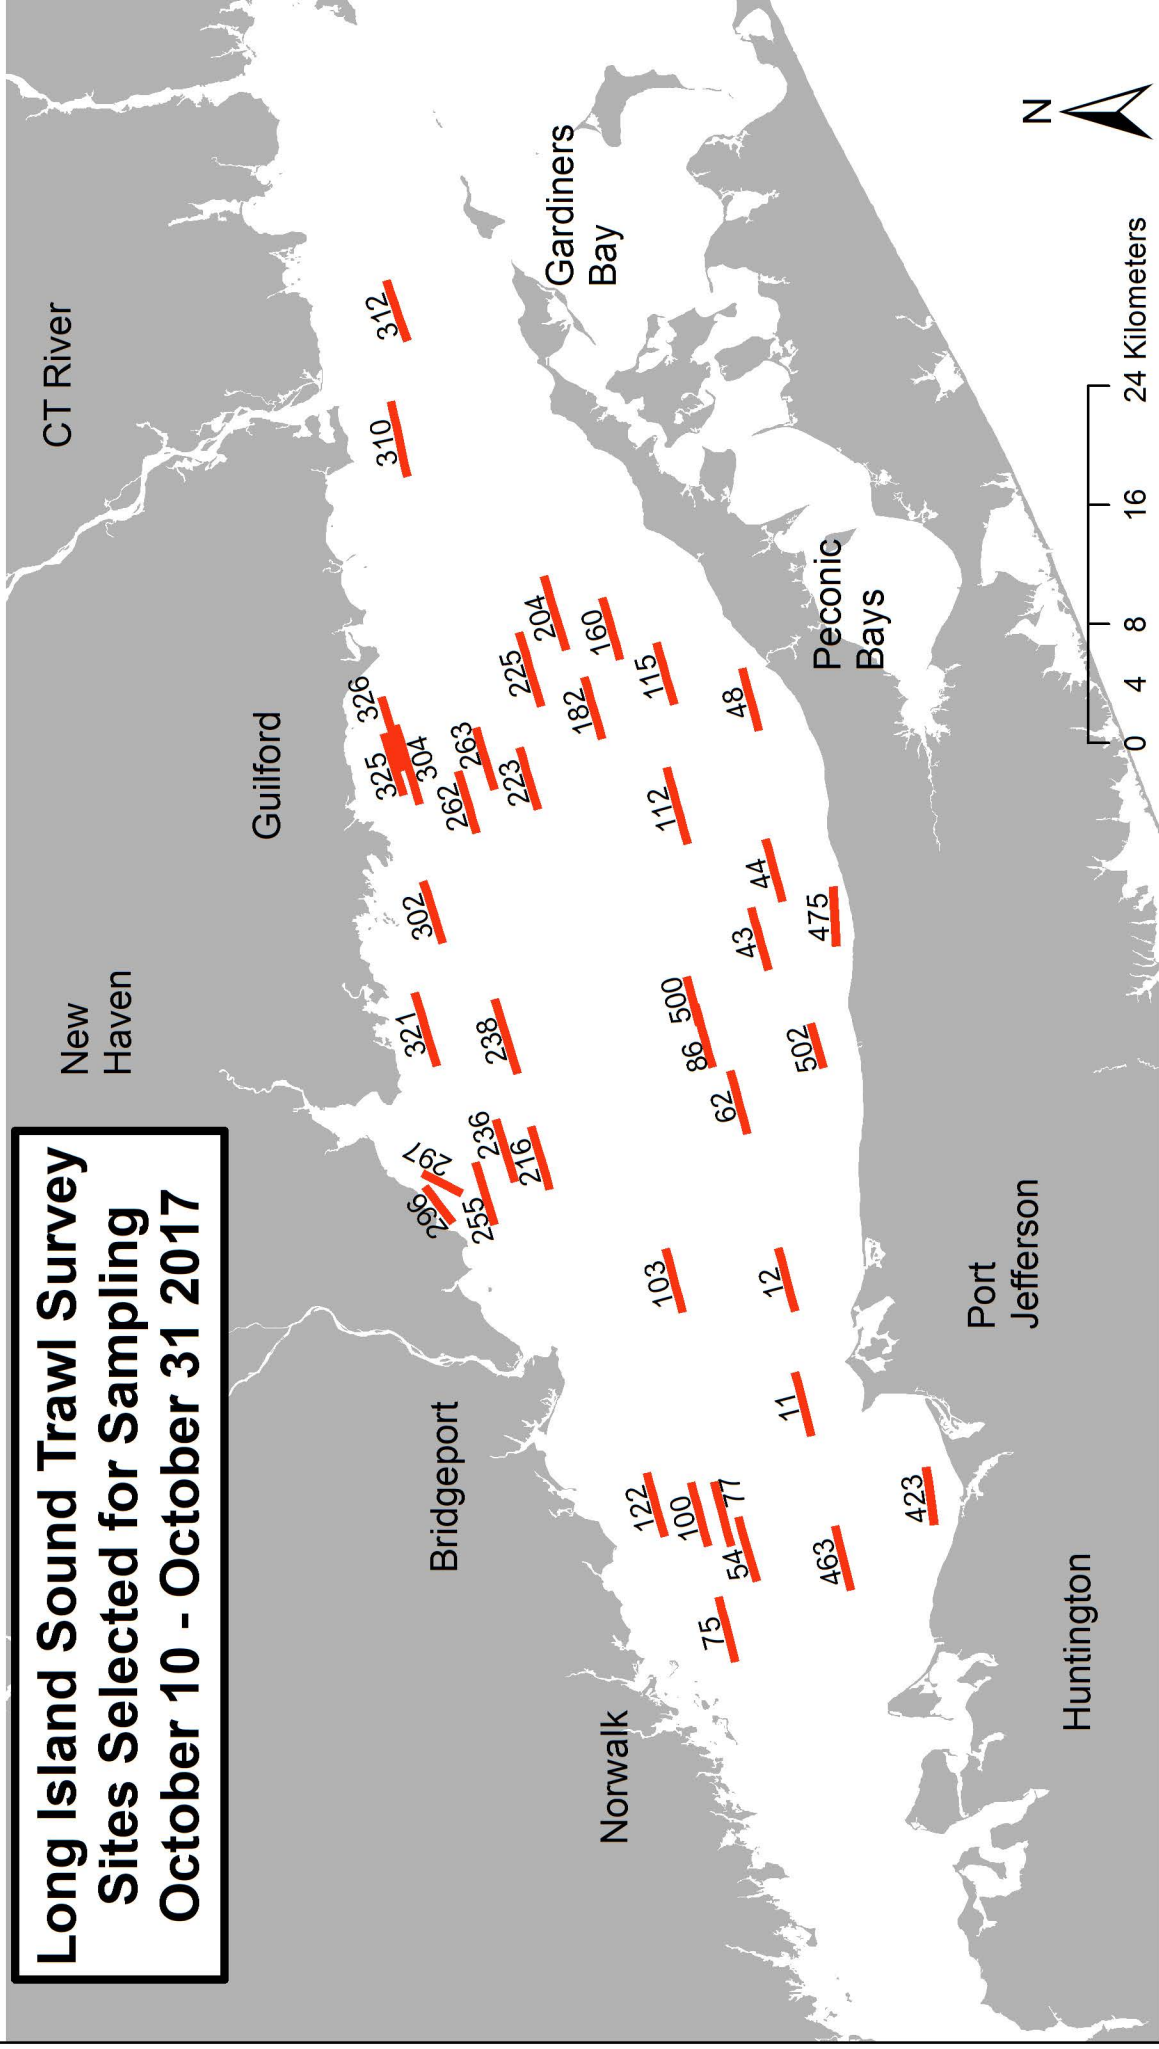 Long Island Sound Trawl Survey
Sites Selected for Sampling
October 10 - October 31 2017
CT River
New
Haven
Guilford
Bridgeport
Norwalk
Gardiners
Bay
Peconic
Bays
Port
Jefferson
Huntington
312
310
326
325
304
302
321
297
296
263
262
223
225
204
182
160
115
48
112
238
236
216
255
44
43
475
500
86
62
502
103
12
11
122
100
77
54
75
463
423
N
0 4 8 16 24 Kilometers